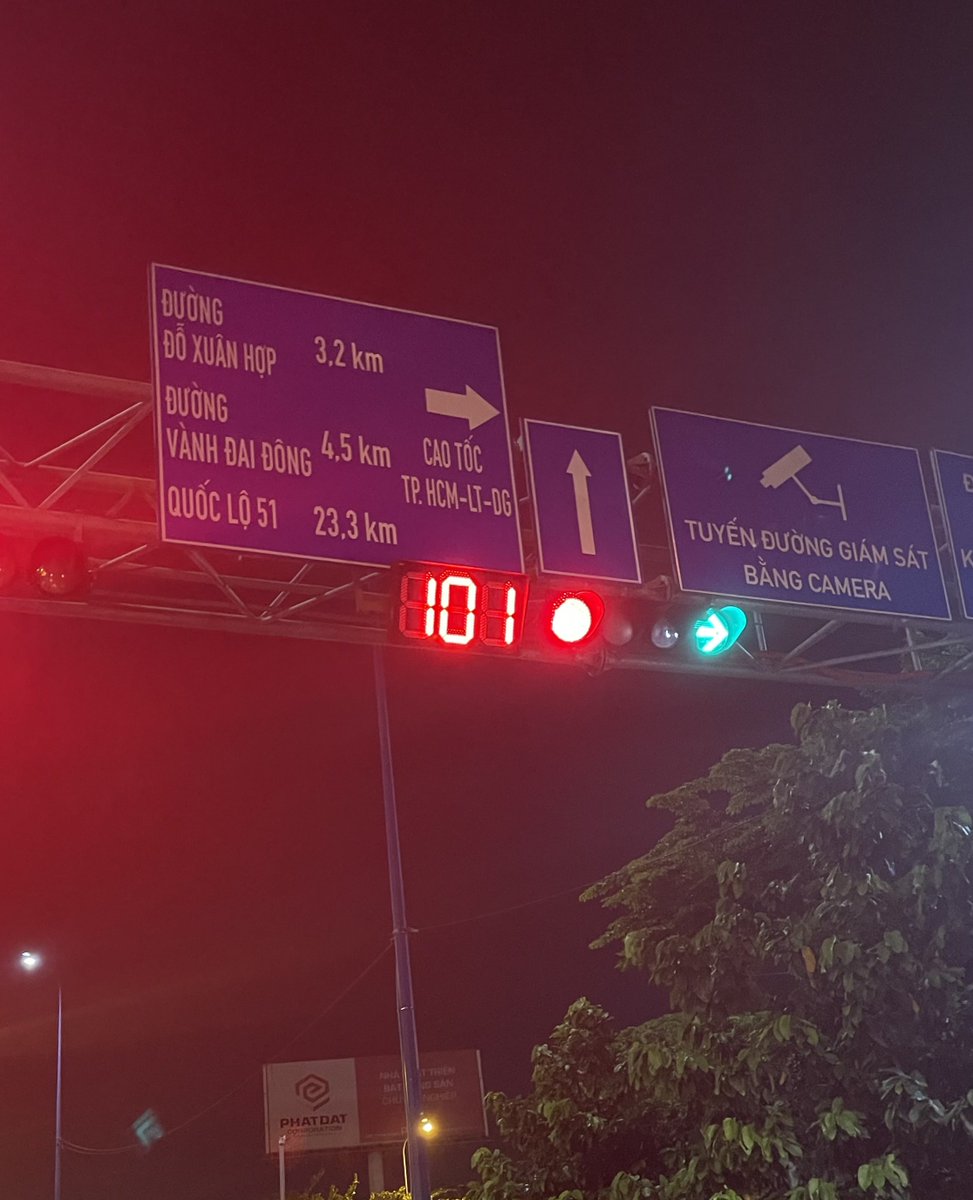 ĐƯỜNG
ĐỖ XUÂN HỢP 3,2 km
ĐƯỜNG
VÀNH ĐAI ĐÔNG 4,5 km
QUỐC LỘ 51 23,3 km
CAO TỐC
TP. HCM-LT-DG
TUYẾN ĐƯỜNG GIÁM SÁT
BẰNG CAMERA
101
PHATDAT
CORPORATION